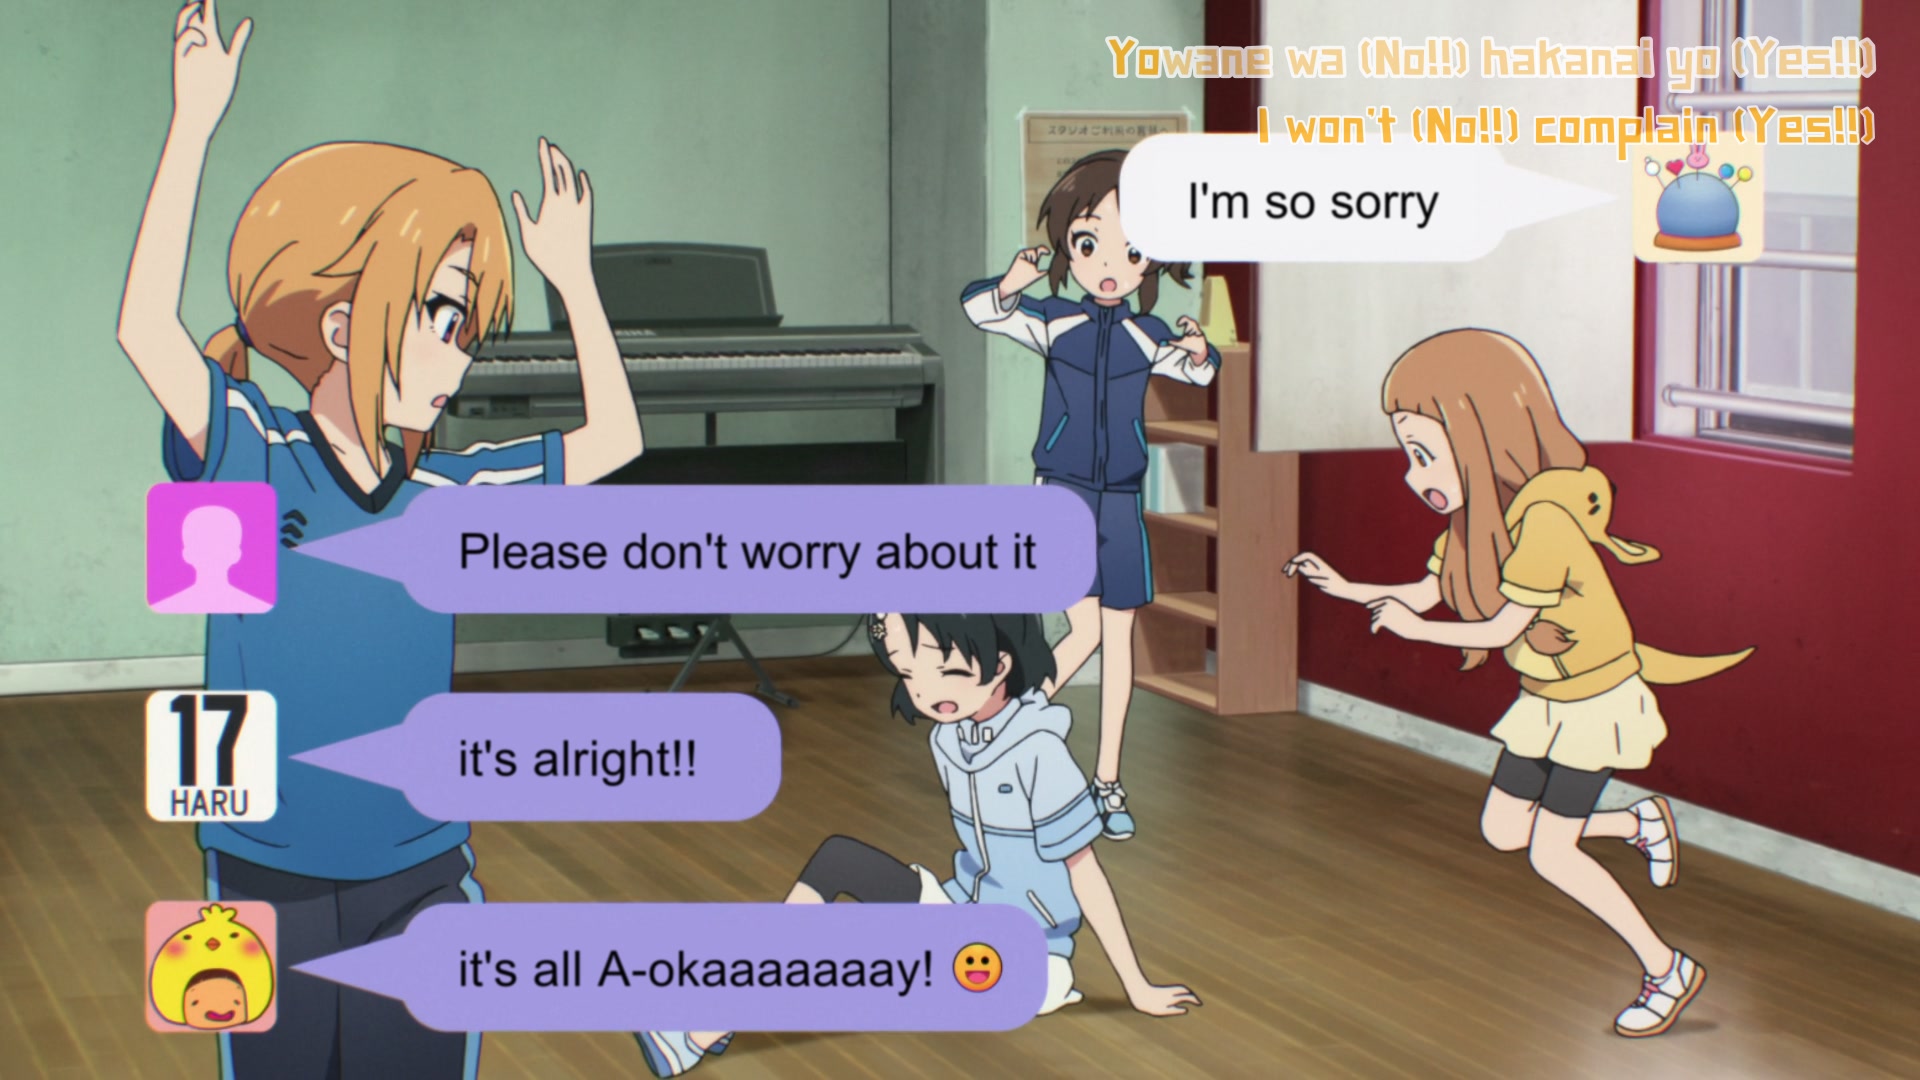 Yowane wa (No!!) hakanai yo (Yes!!)
I won't (No!!) complain (Yes!!)
I'm so sorry
Please don't worry about it
17
HARU
it's alright!!
it's all A-okaaaaaaay!